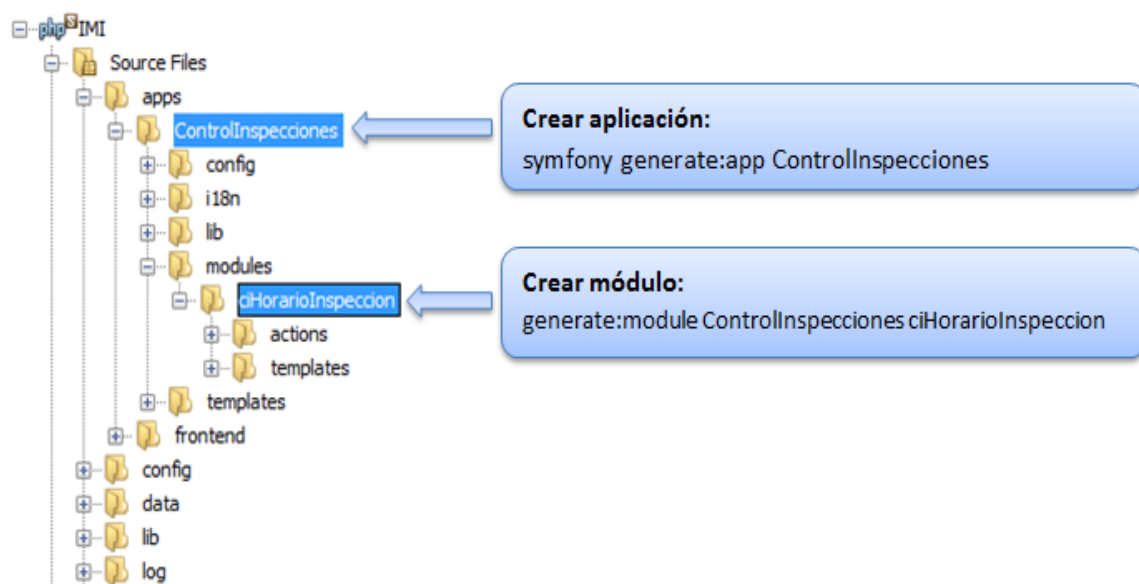 php IMI
Source Files
apps
ControlInspecciones
config
i18n
lib
modules
ciHorarioInspeccion
actions
templates
templates
frontend
config
data
lib
log
Crear aplicación:
symfony generate:app ControlInspecciones
Crear módulo:
generate:module ControlInspecciones ciHorarioInspeccion